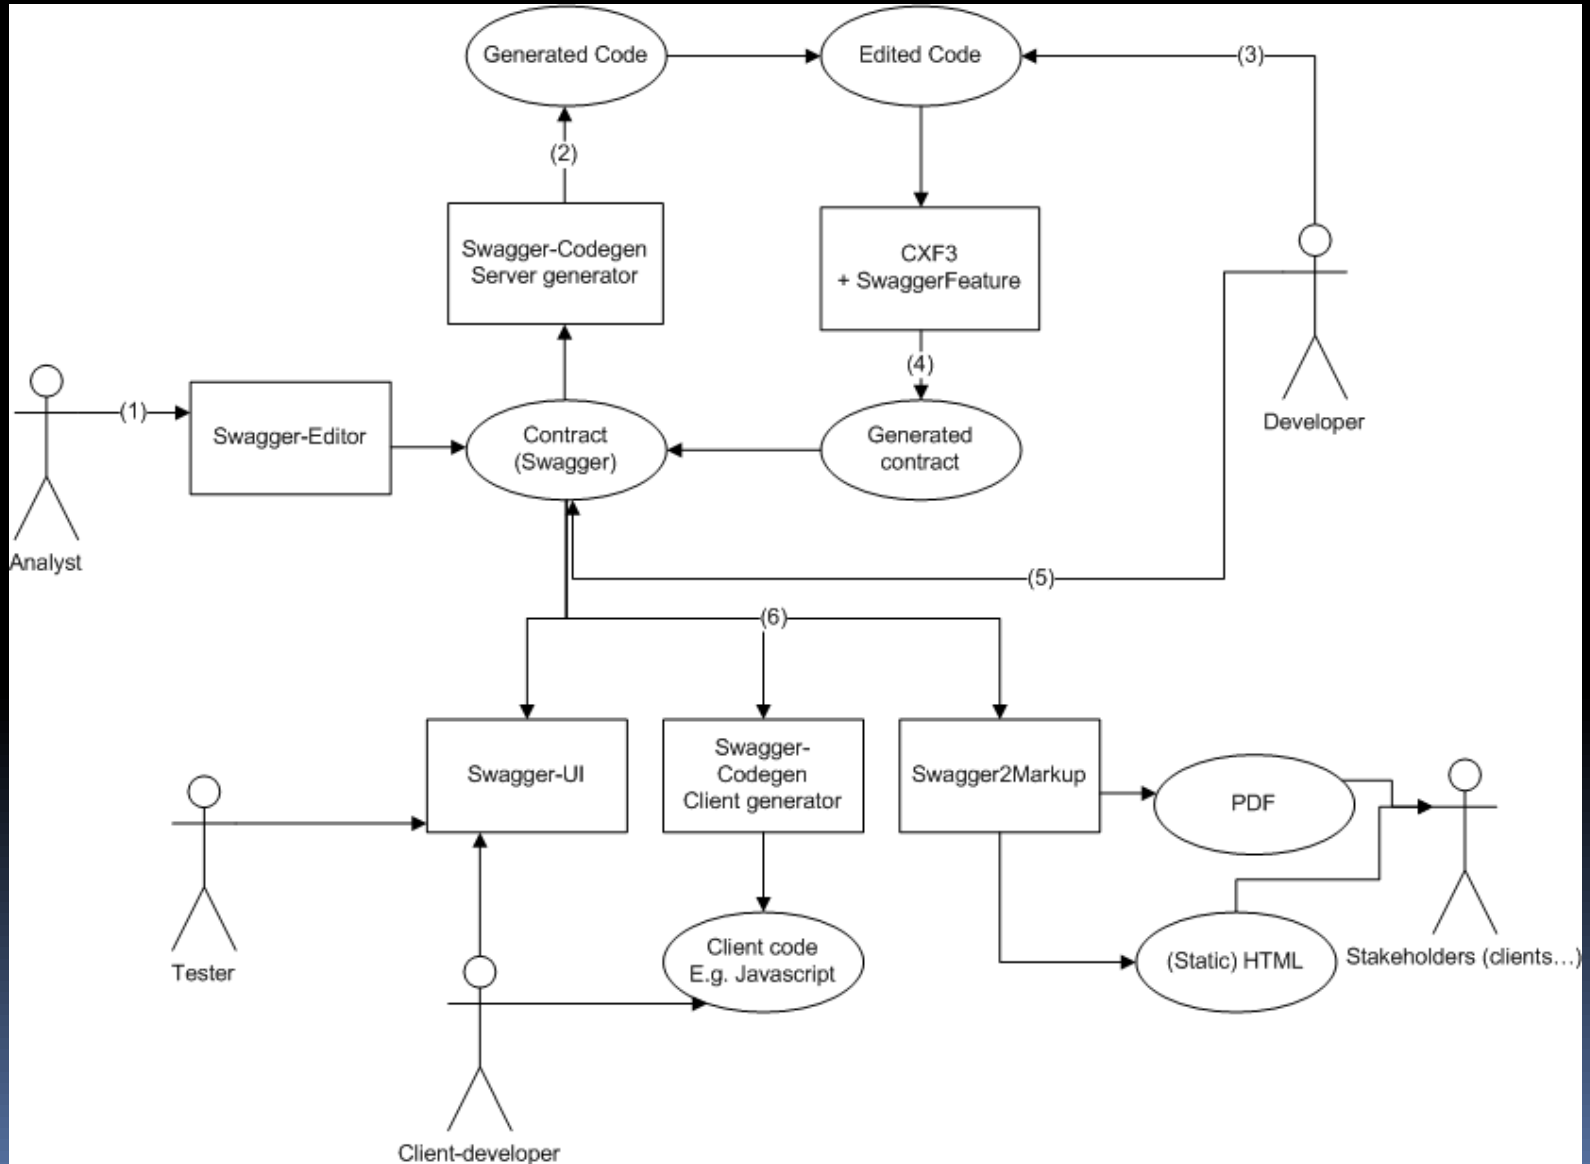 Generated Code
Edited Code
(3)
(2)
Swagger-Codegen
Server generator
CXF3
+ SwaggerFeature
(4)
Developer
(1)
Swagger-Editor
Contract
(Swagger)
Generated
contract
Analyst
(5)
(6)
Swagger-UI
Swagger-
Codegen
Client generator
Swagger2Markup
PDF
Tester
Client code
E.g. Javascript
(Static) HTML
Stakeholders (clients...)
Client-developer